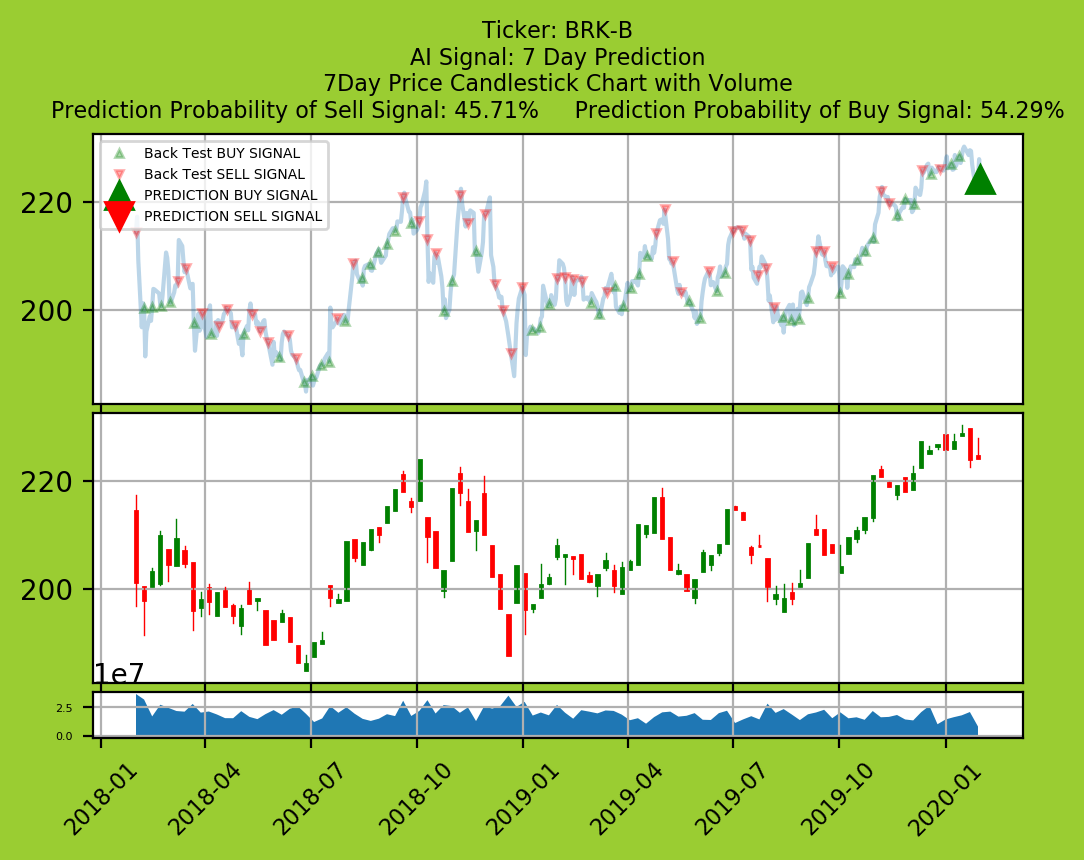 Ticker: BRK-B
AI Signal: 7 Day Prediction
7Day Price Candlestick Chart with Volume
Prediction Probability of Sell Signal: 45.71% Prediction Probability of Buy Signal: 54.29%
Back Test BUY SIGNAL
Back Test SELL SIGNAL
PREDICTION BUY SIGNAL
PREDICTION SELL SIGNAL
220
200
220
200
1e7
2.5
0.0
2018-01 2018-04 2018-07 2018-10 2019-01 2019-04 2019-07 2019-10 2020-01